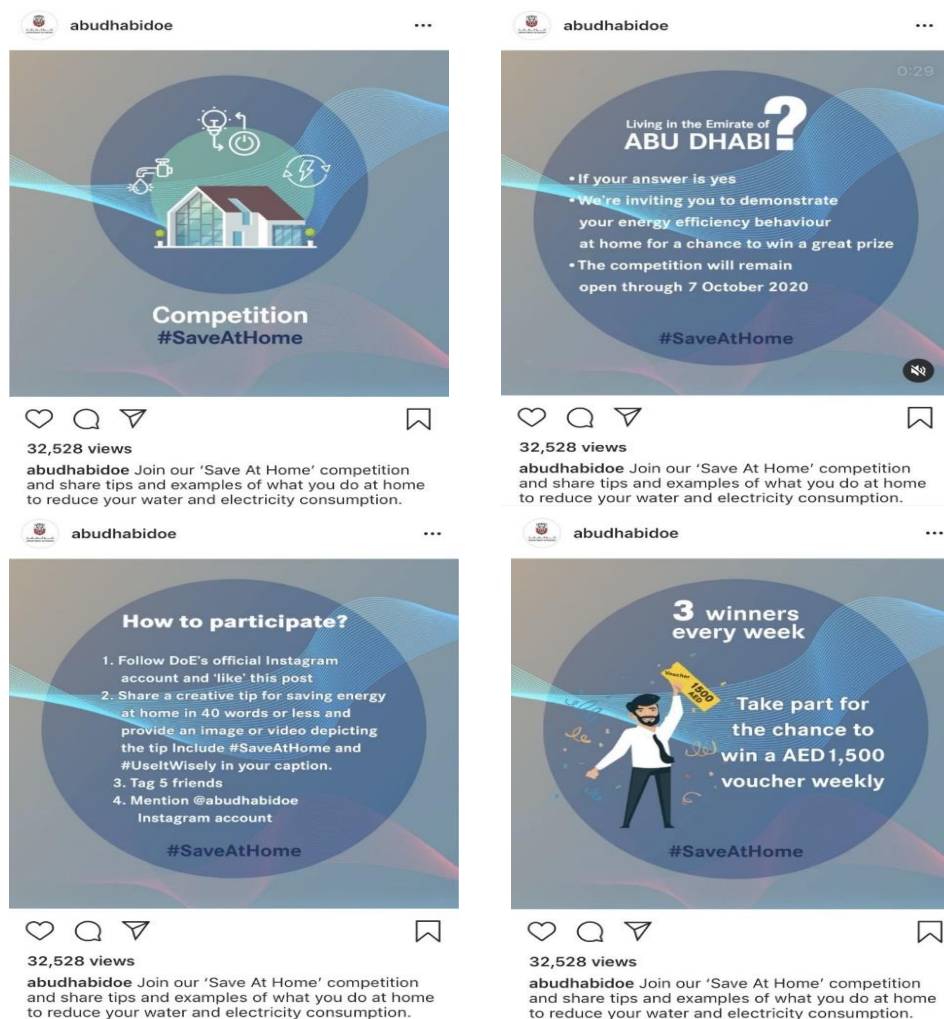 abudhabidoe
Competition
#SaveAtHome
32,528 views
abudhabidoe Join our ‘Save At Home’ competition
and share tips and examples of what you do at home
to reduce your water and electricity consumption.
abudhabidoe
0:29
Living in the Emirate of
ABU DHABI ?
• If your answer is yes
• We're inviting you to demonstrate
your energy efficiency behaviour
at home for a chance to win a great prize
• The competition will remain
open through 7 October 2020
#SaveAtHome
32,528 views
abudhabidoe Join our ‘Save At Home’ competition
and share tips and examples of what you do at home
to reduce your water and electricity consumption.
abudhabidoe
How to participate?
1. Follow DoE's official Instagram
account and ‘like’ this post
2. Share a creative tip for saving energy
at home in 40 words or less and
provide an image or video depicting
the tip Include #SaveAtHome and
#UseItWisely in your caption.
3. Tag 5 friends
4. Mention @abudhabidoe
Instagram account
#SaveAtHome
32,528 views
abudhabidoe Join our ‘Save At Home’ competition
and share tips and examples of what you do at home
to reduce your water and electricity consumption.
abudhabidoe
3 winners
every week
Voucher
1500
AED
Take part for
the chance to
win a AED1,500
voucher weekly
#SaveAtHome
32,528 views
abudhabidoe Join our ‘Save At Home’ competition
and share tips and examples of what you do at home
to reduce your water and electricity consumption.